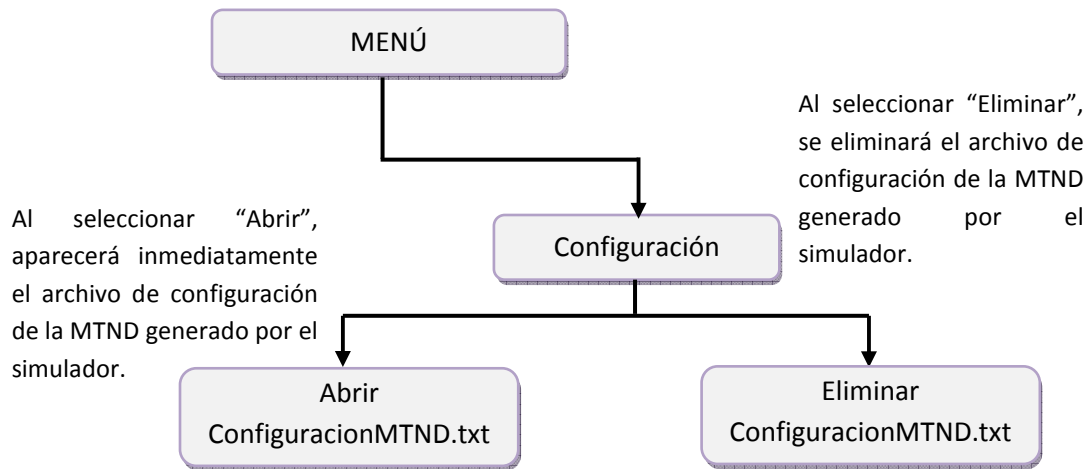 MENÚ
Al seleccionar “Eliminar”,
se eliminará el archivo de
configuración de la MTND
generado por el
simulador.
Al seleccionar “Abrir”,
aparecerá inmediatamente
el archivo de configuración
de la MTND generado por el
simulador.
Configuración
Abrir
ConfiguracionMTND.txt
Eliminar
ConfiguracionMTND.txt